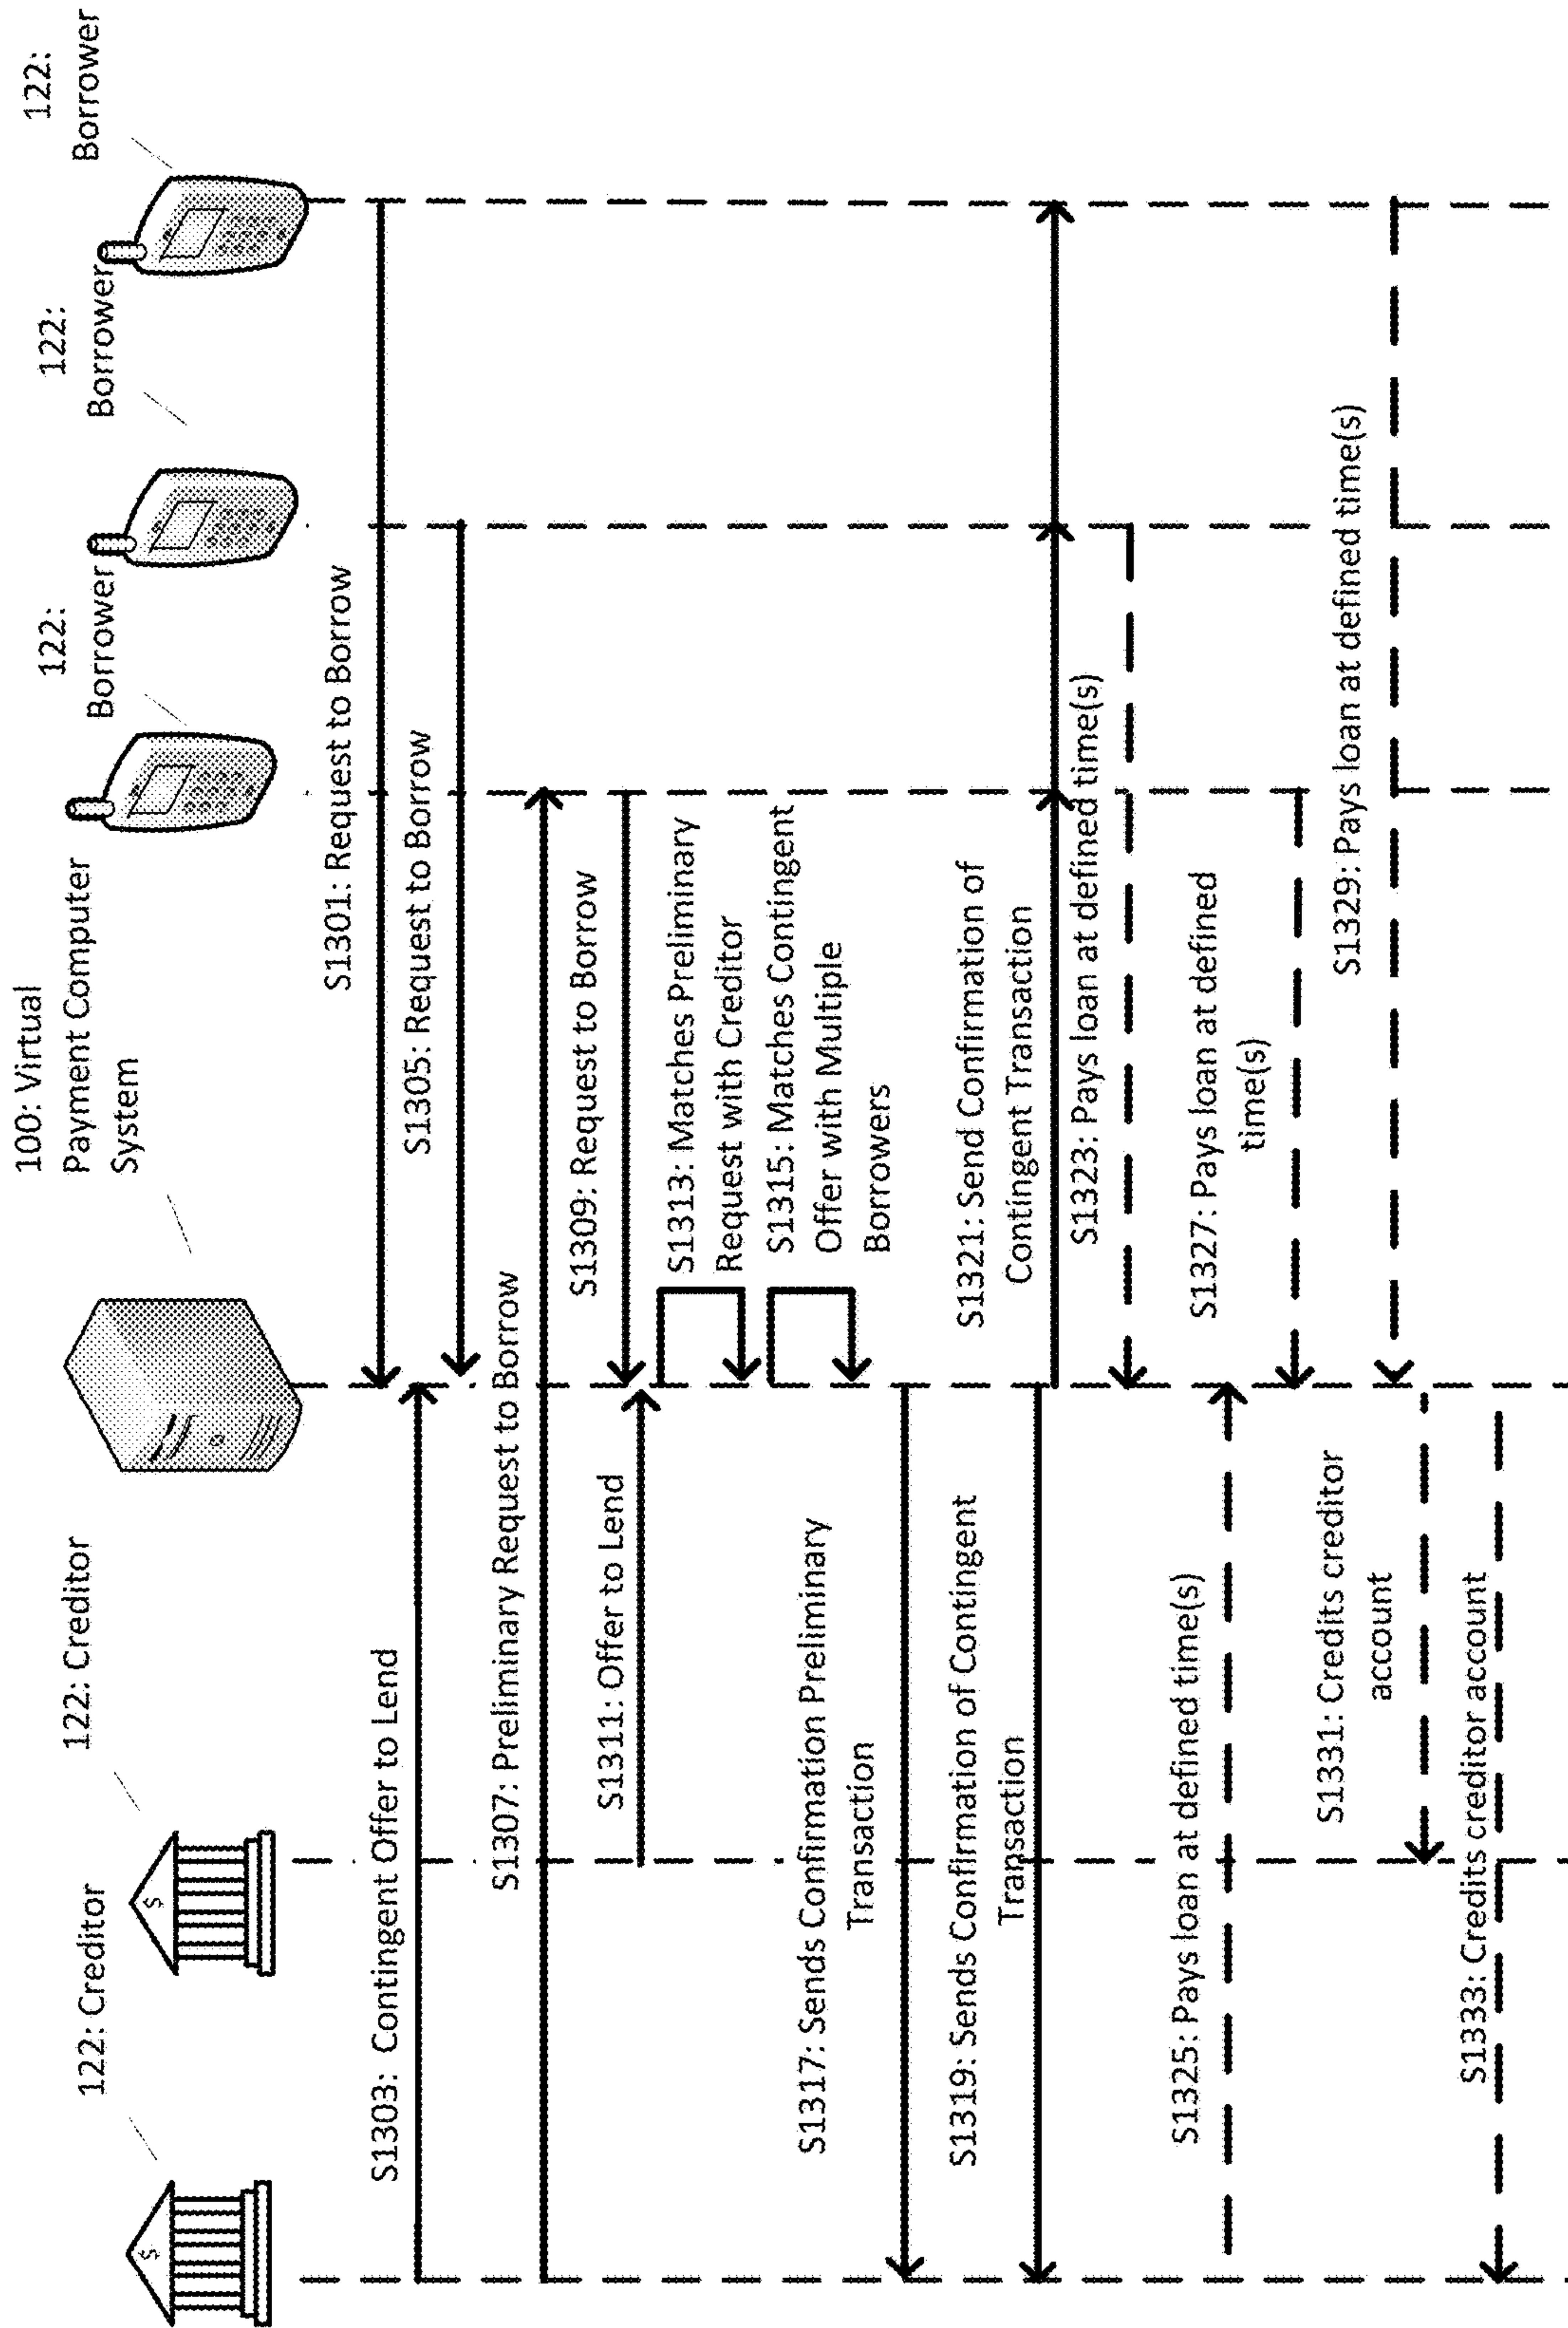 122: Creditor
122: Creditor
100: Virtual
Payment Computer
System
122:
Borrower
122:
Borrower
122:
Borrower
S1301: Request to Borrow
S1303: Contingent Offer to Lend
S1305: Request to Borrow
S1307: Preliminary Request to Borrow
S1309: Request to Borrow
S1311: Offer to Lend
S1313: Matches Preliminary
Request with Creditor
S1315: Matches Contingent
Offer with Multiple
Borrowers
S1317: Sends Confirmation Preliminary
Transaction
S1319: Sends Confirmation of Contingent
Transaction
S1321: Send Confirmation of
Contingent Transaction
S1323: Pays loan at defined time(s)
S1325: Pays loan at defined time(s)
S1327: Pays loan at defined
time(s)
S1329: Pays loan at defined time(s)
S1331: Credits creditor
account
S1333: Credits creditor account
$
$